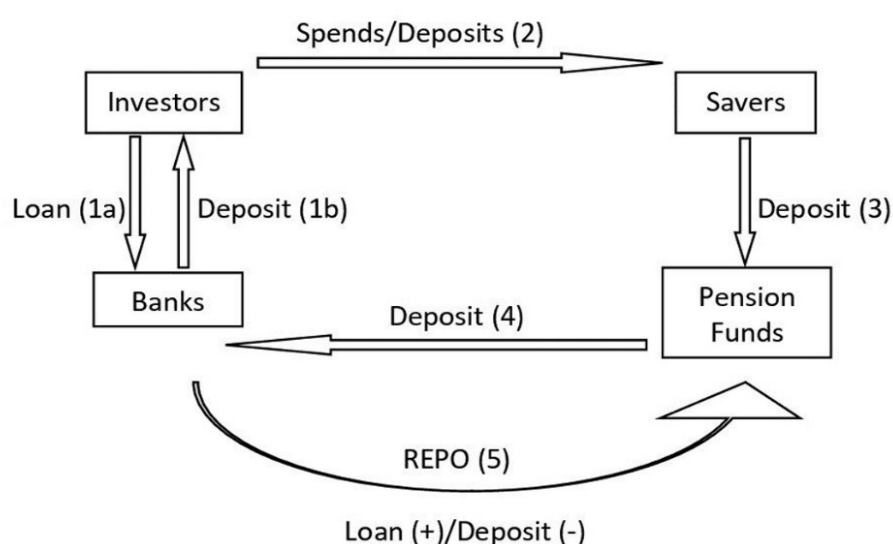 Spends/Deposits (2)
Investors
Savers
Loan (1a)
Deposit (1b)
Deposit (3)
Banks
Pension
Funds
Deposit (4)
REPO (5)
Loan (+)/Deposit (-)